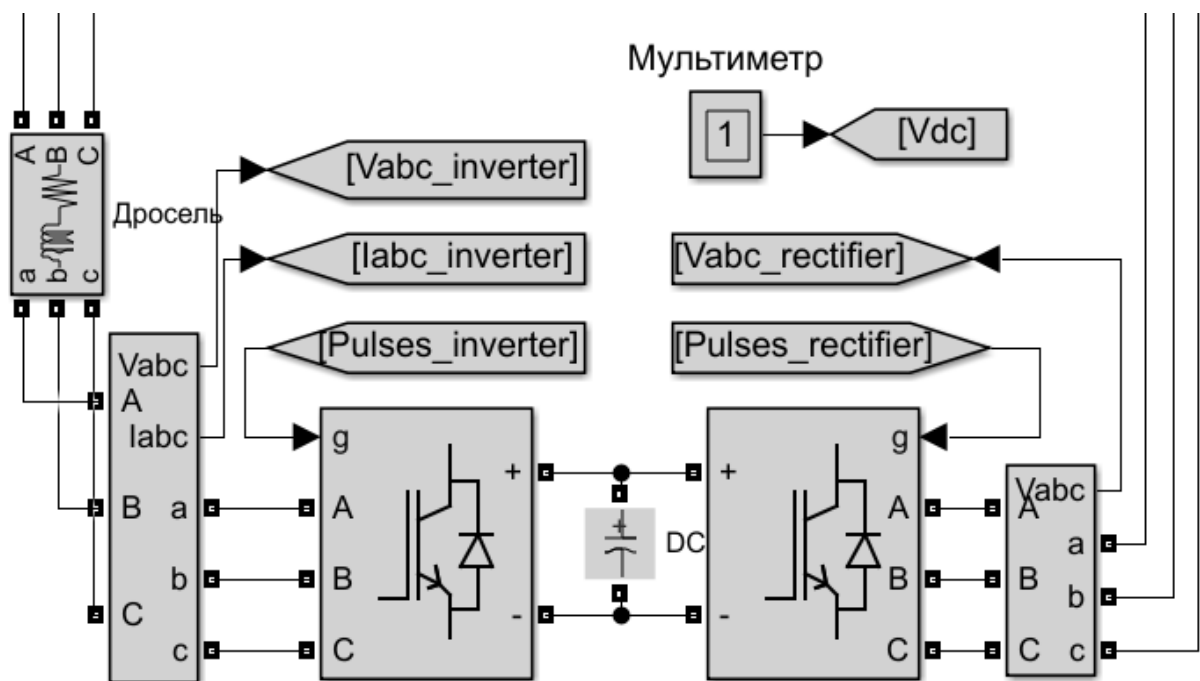 Мультиметр
1
[Vdc]
A B C
a b c
Дросель
[Vabc_inverter]
[Iabc_inverter]
[Vabc_rectifier]
[Pulses_inverter]
[Pulses_rectifier]
Vabc
A
Iabc
B
a
b
C
c
g
A
B
C
+
-
+
DC
+
-
g
A
B
C
Vabc
A
a
B
b
C
c